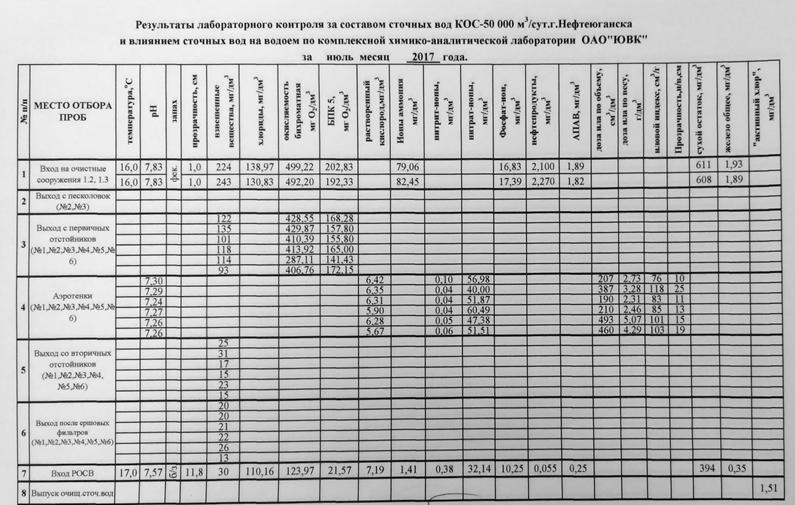 Результаты лабораторного контроля за составом сточных вод КОС-50 000 м³/сут.г.Нефтеюганска
и влиянием сточных вод на водоем по комплексной химико-аналитической лаборатории ОАО"ЮВК"
за июль месяц 2017 года.
№ п/п
МЕСТО ОТБОРА
ПРОБ
температура,°С
pH
запах
прозрачность, см
взвешенные
вещества, мг/дм³
хлориды, мг/дм³
окисляемость
бихроматная
мг О₂/дм³
БПК 5,
мг О₂/дм³
растворенный
кислород,мг/дм³
Ионы аммония
мг/дм³
нитрит-ионы,
мг/дм³
нитрат-ионы,
мг/дм³
Фосфат-ион,
мг/дм³
нефтепродукты,
мг/дм³
АПАВ, мг/дм³
доза ила по объему,
см³/дм³
доза ила по весу,
г/дм³
иловой индекс, см³/г
Прозрачность,н/в,см
сухой остаток, мг/дм³
железо общее, мг/дм³
"активный хлор",
мг/дм³
1 Вход на очистные
сооружения 1.2, 1.3
16,0 7,83 фек. 1,0 224 138,97 499,22 202,83 79,06 16,83 2,100 1,89 611 1,93
16,0 7,83 1,0 243 130,83 492,20 192,33 82,45 17,39 2,270 1,82 608 1,89
2 Выход с песколовок
(№2,№3)
3 Выход с первичных
отстойников
(№1,№2,№3,№4,№5,№
6)
122 428,55 168,28
135 429,87 157,80
101 410,39 155,80
118 413,92 165,00
114 287,11 141,43
93 406,76 172,15
4 Аэротенки
(№1,№2,№3,№4,№5,№
6)
7,30 6,42 0,10 56,98 207 2,73 76 10
7,29 6,35 0,04 40,00 387 3,28 118 25
7,24 6,31 0,04 51,87 190 2,31 83 11
7,27 5,90 0,04 60,49 210 2,46 85 13
7,26 6,28 0,05 47,38 493 5,07 101 15
7,26 5,67 0,06 51,51 460 4,29 103 19
5 Выход со вторичных
отстойников
(№1,№2,№3,№4,
№5,№6)
25
31
17
15
23
15
6 Выход после ершовых
фильтров
(№1,№2,№3,№4,№5,№6)
20
20
21
22
26
13
7 Вход РОСВ 17,0 7,57 б/з 11,8 30 110,16 123,97 21,57 7,19 1,41 0,38 32,14 10,25 0,055 0,25 394 0,35
8 Выпуск очищ.сточ.вод 1,51